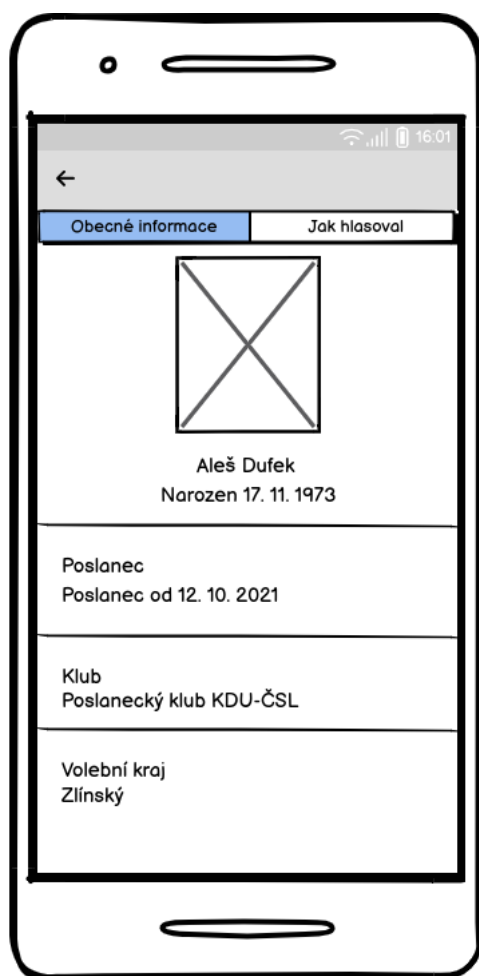 16:01
Obecné informace
Jak hlasoval
Aleš Dufek
Narozen 17. 11. 1973
Poslanec
Poslanec od 12. 10. 2021
Klub
Poslanecký klub KDU-ČSL
Volební kraj
Zlínský